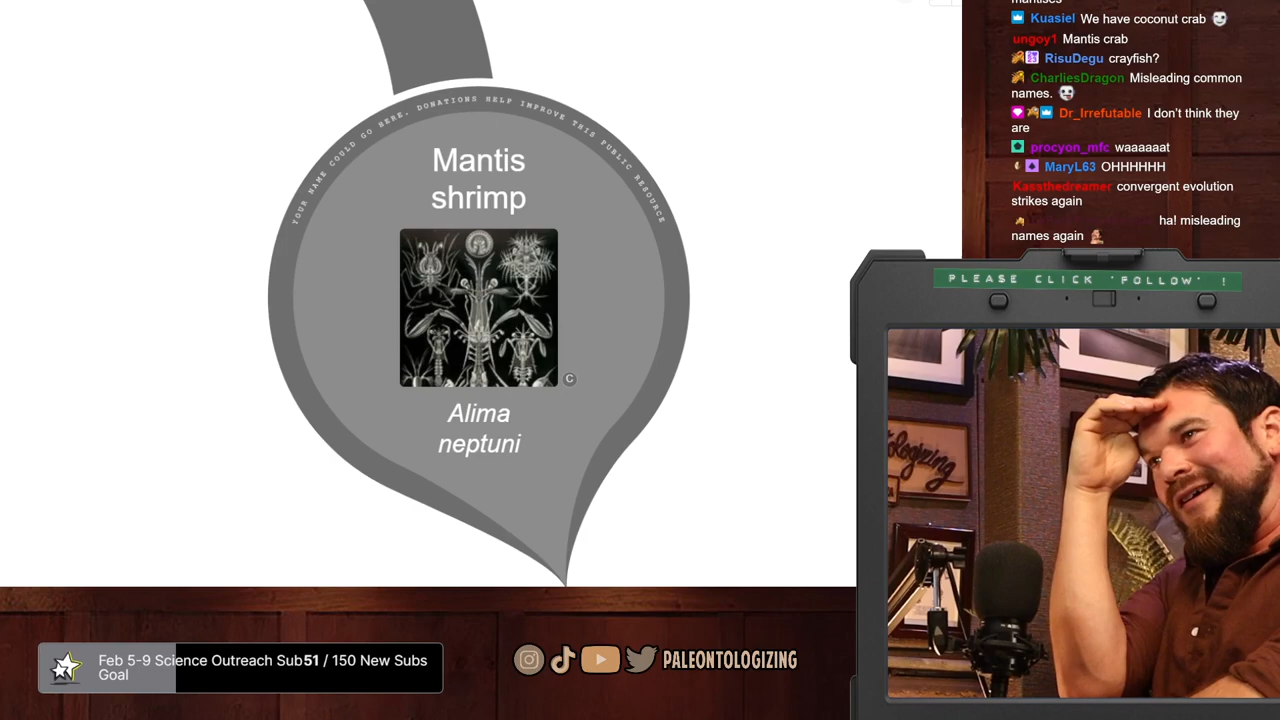 mantises
Kuasiel We have coconut crab
ungoy1 Mantis crab
RisuDegu crayfish?
CharliesDragon Misleading common
names.
Dr_Irrefutable I don't think they
are
procyon_mfc waaaaaat
MaryL63 OHHHHHH
Kassthedreamer convergent evolution
strikes again
ha! misleading
names again
YOUR NAME COULD GO HERE. DONATIONS HELP IMPROVE THIS PUBLIC RESOURCE
Mantis
shrimp
C
Alima
neptuni
PLEASE CLICK 'FOLLOW' !
ologizing
Feb 5-9 Science Outreach Sub 51 / 150 New Subs
Goal
PALEONTOLOGIZING